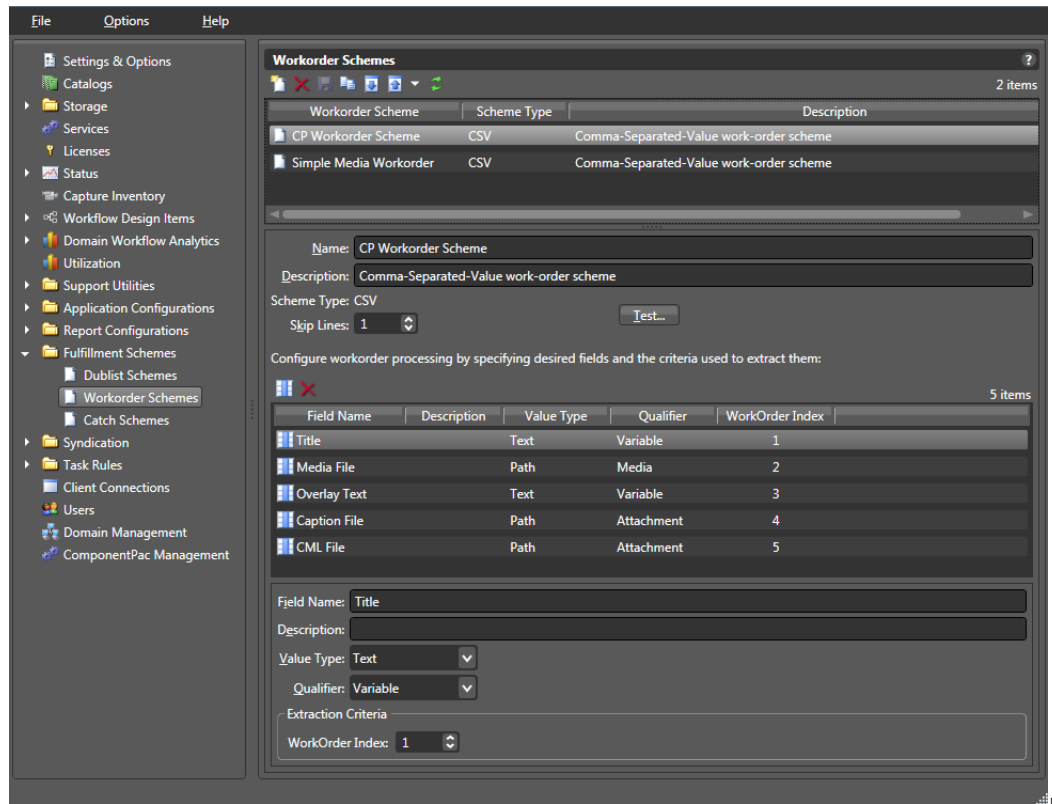 File Options Help
Settings & Options
Catalogs
Storage
Services
Licenses
Status
Capture Inventory
Workflow Design Items
Domain Workflow Analytics
Utilization
Support Utilities
Application Configurations
Report Configurations
Fulfillment Schemes
Dublist Schemes
Workorder Schemes
Catch Schemes
Syndication
Task Rules
Client Connections
Users
Domain Management
ComponentPac Management
Workorder Schemes ?
2 items
Workorder Scheme Scheme Type Description
CP Workorder Scheme CSV Comma-Separated-Value work-order scheme
Simple Media Workorder CSV Comma-Separated-Value work-order scheme
Name: CP Workorder Scheme
Description: Comma-Separated-Value work-order scheme
Scheme Type: CSV
Skip Lines: 1 Test...
Configure workorder processing by specifying desired fields and the criteria used to extract them:
5 items
Field Name Description Value Type Qualifier WorkOrder Index
Title Text Variable 1
Media File Path Media 2
Overlay Text Text Variable 3
Caption File Path Attachment 4
CML File Path Attachment 5
Field Name: Title
Description:
Value Type: Text
Qualifier: Variable
Extraction Criteria
WorkOrder Index: 1